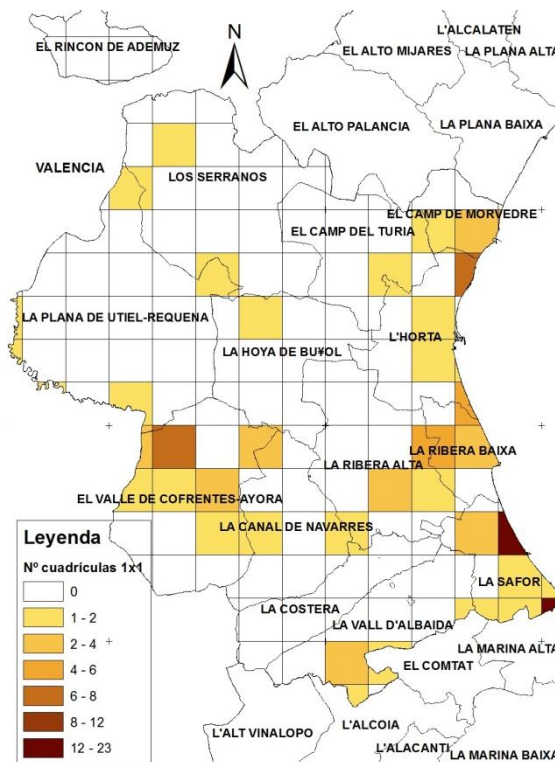 L'ALCALATEN
EL RINCON DE ADEMUZ
N
EL ALTO MIJARES
LA PLANA ALTA
EL ALTO PALANCIA
LA PLANA BAIXA
VALENCIA
LOS SERRANOS
EL CAMP DE MORVEDRE
EL CAMP DEL TURIA
LA PLANA DE UTIEL-REQUENA
L'HORTA
LA HOYA DE BU¥OL
LA RIBERA BAIXA
LA RIBERA ALTA
EL VALLE DE COFRENTES-AYORA
LA CANAL DE NAVARRES
Leyenda
Nº cuadrículas 1x1
0
1 - 2
2 - 4
4 - 6
6 - 8
8 - 12
12 - 23
LA SAFOR
LA COSTERA
LA VALL D'ALBAIDA
LA MARINA ALTA
EL COMTAT
L'ALCOIA
L'ALT VINALOPO
L'ALACANTI
LA MARINA BAIXA